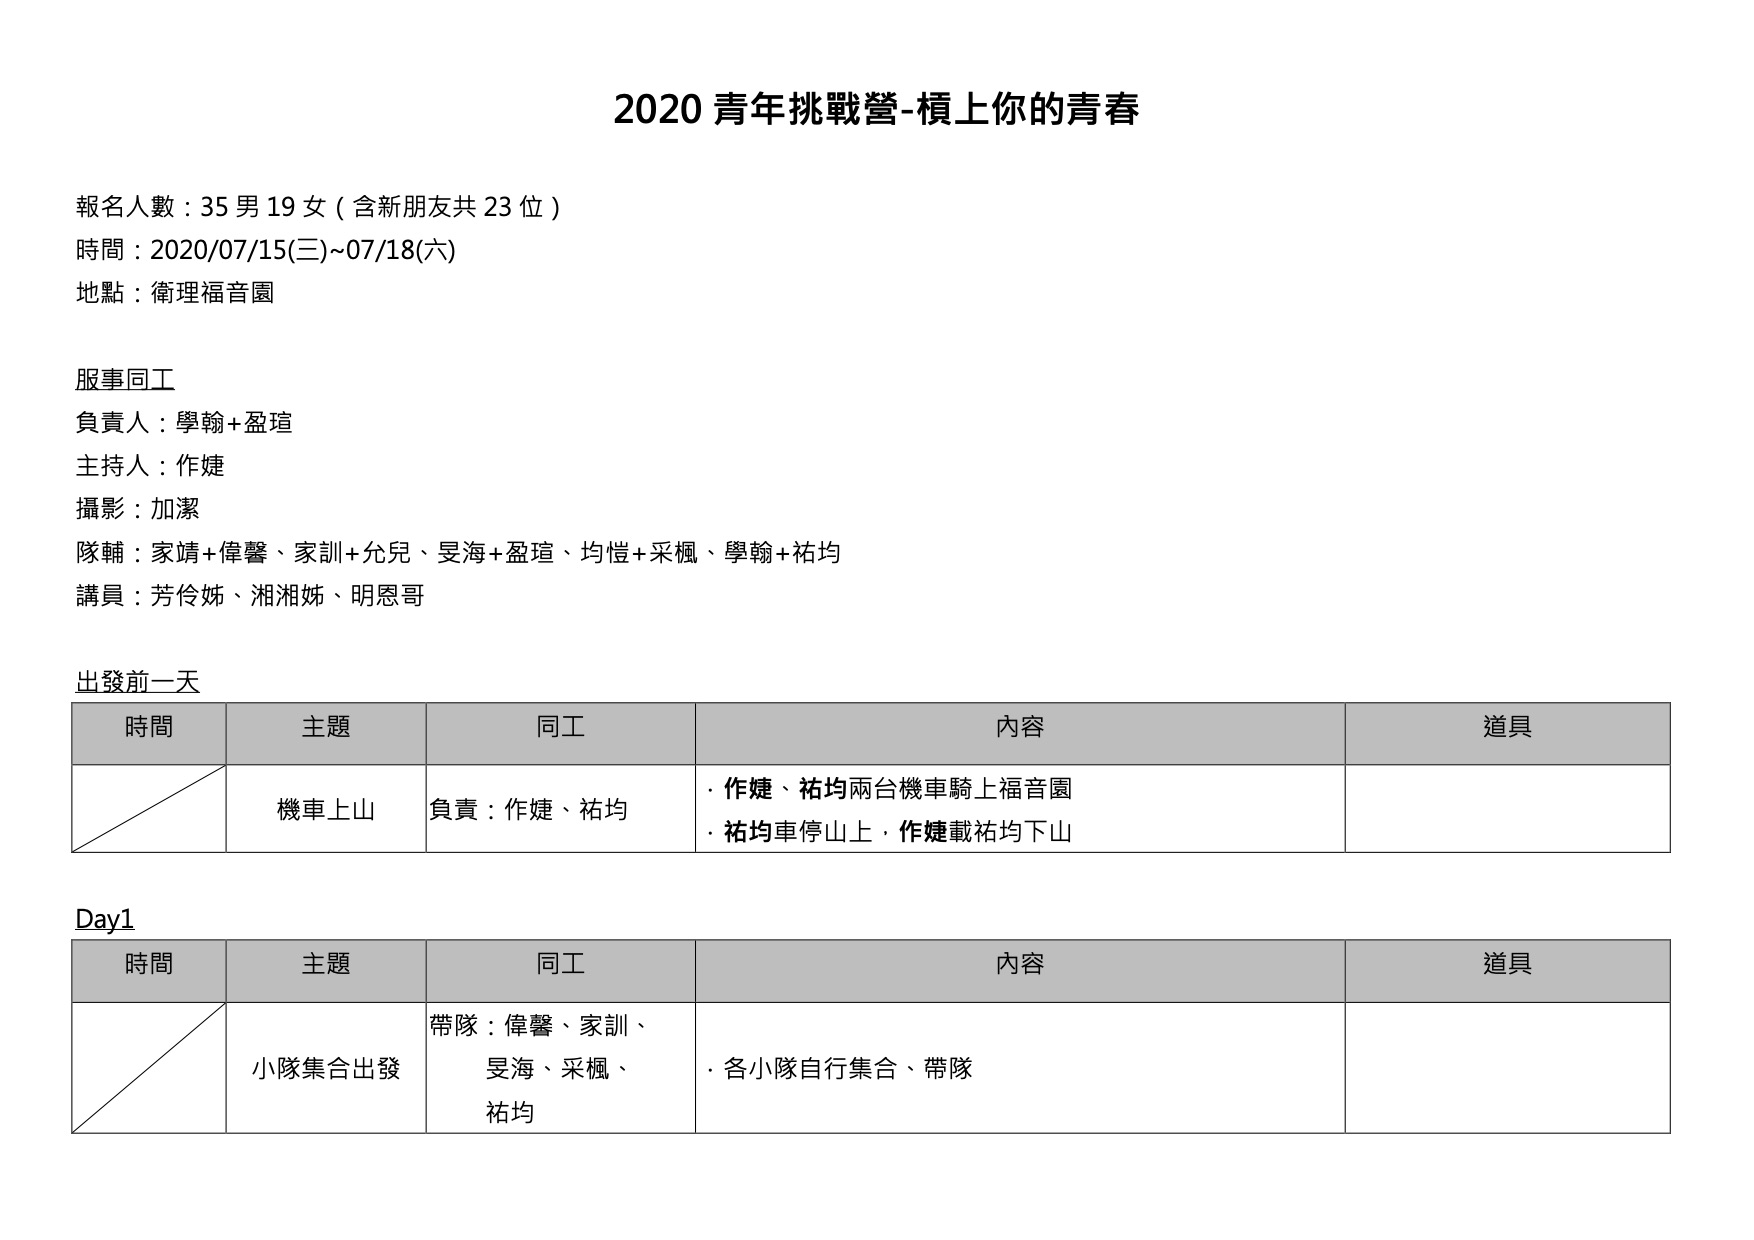 2020 青年挑戰營-槓上你的青春
報名人數：35 男 19 女（含新朋友共 23 位）
時間：2020/07/15(三)~07/18(六)
地點：衛理福音園
服事同工
負責人：學翰+盈瑄
主持人：作婕
攝影：加潔
隊輔：家靖+偉馨、家訓+允兒、旻海+盈瑄、均愷+采楓、學翰+祐均
講員：芳伶姊、湘湘姊、明恩哥
出發前一天
時間 主題 同工 內容 道具
機車上山 負責：作婕、祐均
· 作婕、祐均兩台機車騎上福音園
· 祐均車停山上，作婕載祐均下山
Day1
時間 主題 同工 內容 道具
小隊集合出發
帶隊：偉馨、家訓、
旻海、采楓、
祐均
· 各小隊自行集合、帶隊